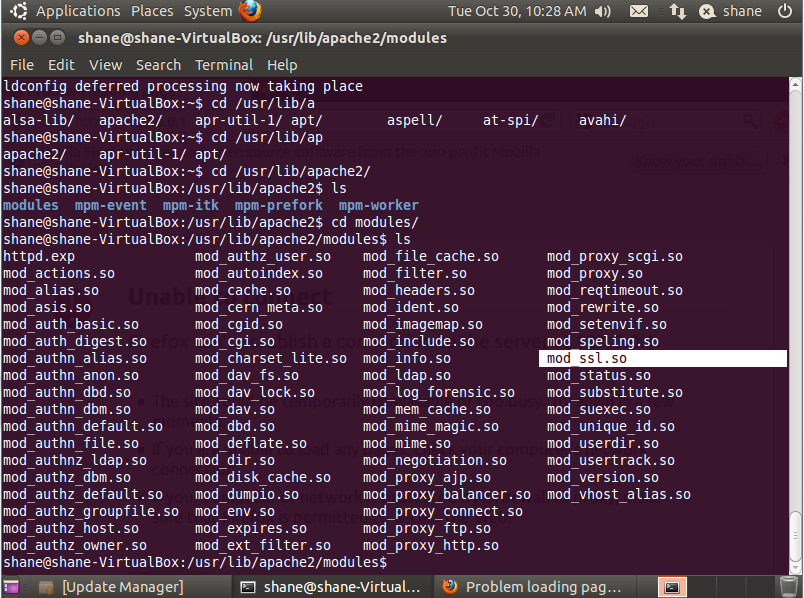 Applications Places System Tue Oct 30, 10:28 AM shane
shane@shane-VirtualBox: /usr/lib/apache2/modules
File Edit View Search Terminal Help
ldconfig deferred processing now taking place
shane@shane-VirtualBox:~$ cd /usr/lib/a
alsa-lib/ apache2/ apr-util-1/ apt/ aspell/ at-spi/ avahi/
shane@shane-VirtualBox:~$ cd /usr/lib/ap
apache2/ apr-util-1/ apt/
shane@shane-VirtualBox:~$ cd /usr/lib/apache2/
shane@shane-VirtualBox:/usr/lib/apache2$ ls
modules mpm-event mpm-itk mpm-prefork mpm-worker
shane@shane-VirtualBox:/usr/lib/apache2$ cd modules/
shane@shane-VirtualBox:/usr/lib/apache2/modules$ ls
httpd.exp mod_authz_user.so mod_file_cache.so mod_proxy_scgi.so
mod_actions.so mod_autoindex.so mod_filter.so mod_proxy.so
mod_alias.so mod_cache.so mod_headers.so mod_reqtimeout.so
mod_asis.so mod_cern_meta.so mod_ident.so mod_rewrite.so
mod_auth_basic.so mod_cgid.so mod_imagemap.so mod_setenvif.so
mod_auth_digest.so mod_cgi.so mod_include.so mod_speling.so
mod_authn_alias.so mod_charset_lite.so mod_info.so mod_ssl.so
mod_authn_anon.so mod_dav_fs.so mod_ldap.so mod_status.so
mod_authn_dbd.so mod_dav_lock.so mod_log_forensic.so mod_substitute.so
mod_authn_dbm.so mod_dav.so mod_mem_cache.so mod_suexec.so
mod_authn_default.so mod_dbd.so mod_mime_magic.so mod_unique_id.so
mod_authn_file.so mod_deflate.so mod_mime.so mod_userdir.so
mod_authnz_ldap.so mod_dir.so mod_negotiation.so mod_usertrack.so
mod_authz_dbm.so mod_disk_cache.so mod_proxy_ajp.so mod_version.so
mod_authz_default.so mod_dumpio.so mod_proxy_balancer.so mod_vhost_alias.so
mod_authz_groupfile.so mod_env.so mod_proxy_connect.so
mod_authz_host.so mod_expires.so mod_proxy_ftp.so
mod_authz_owner.so mod_ext_filter.so mod_proxy_http.so
shane@shane-VirtualBox:/usr/lib/apache2/modules$
[Update Manager] shane@shane-Virtual... Problem loading pag...